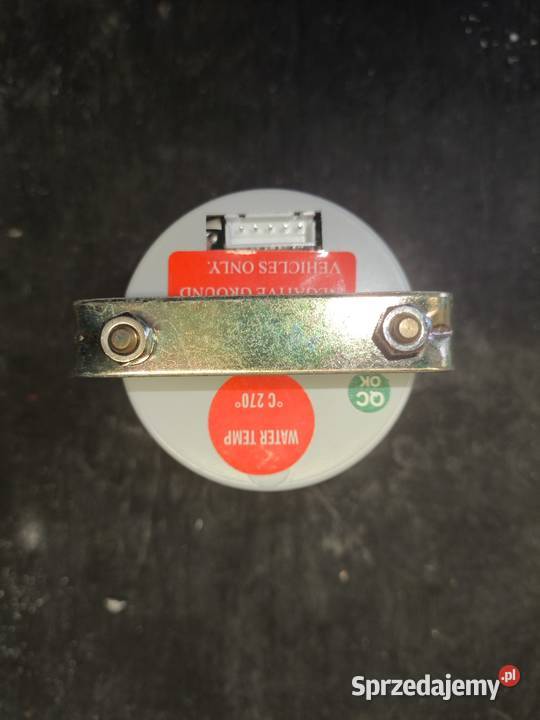 NEGATIVE GROUND
VEHICLES ONLY.
WATER TEMP
°C 270°
QC
OK
Sprzedajemy.pl